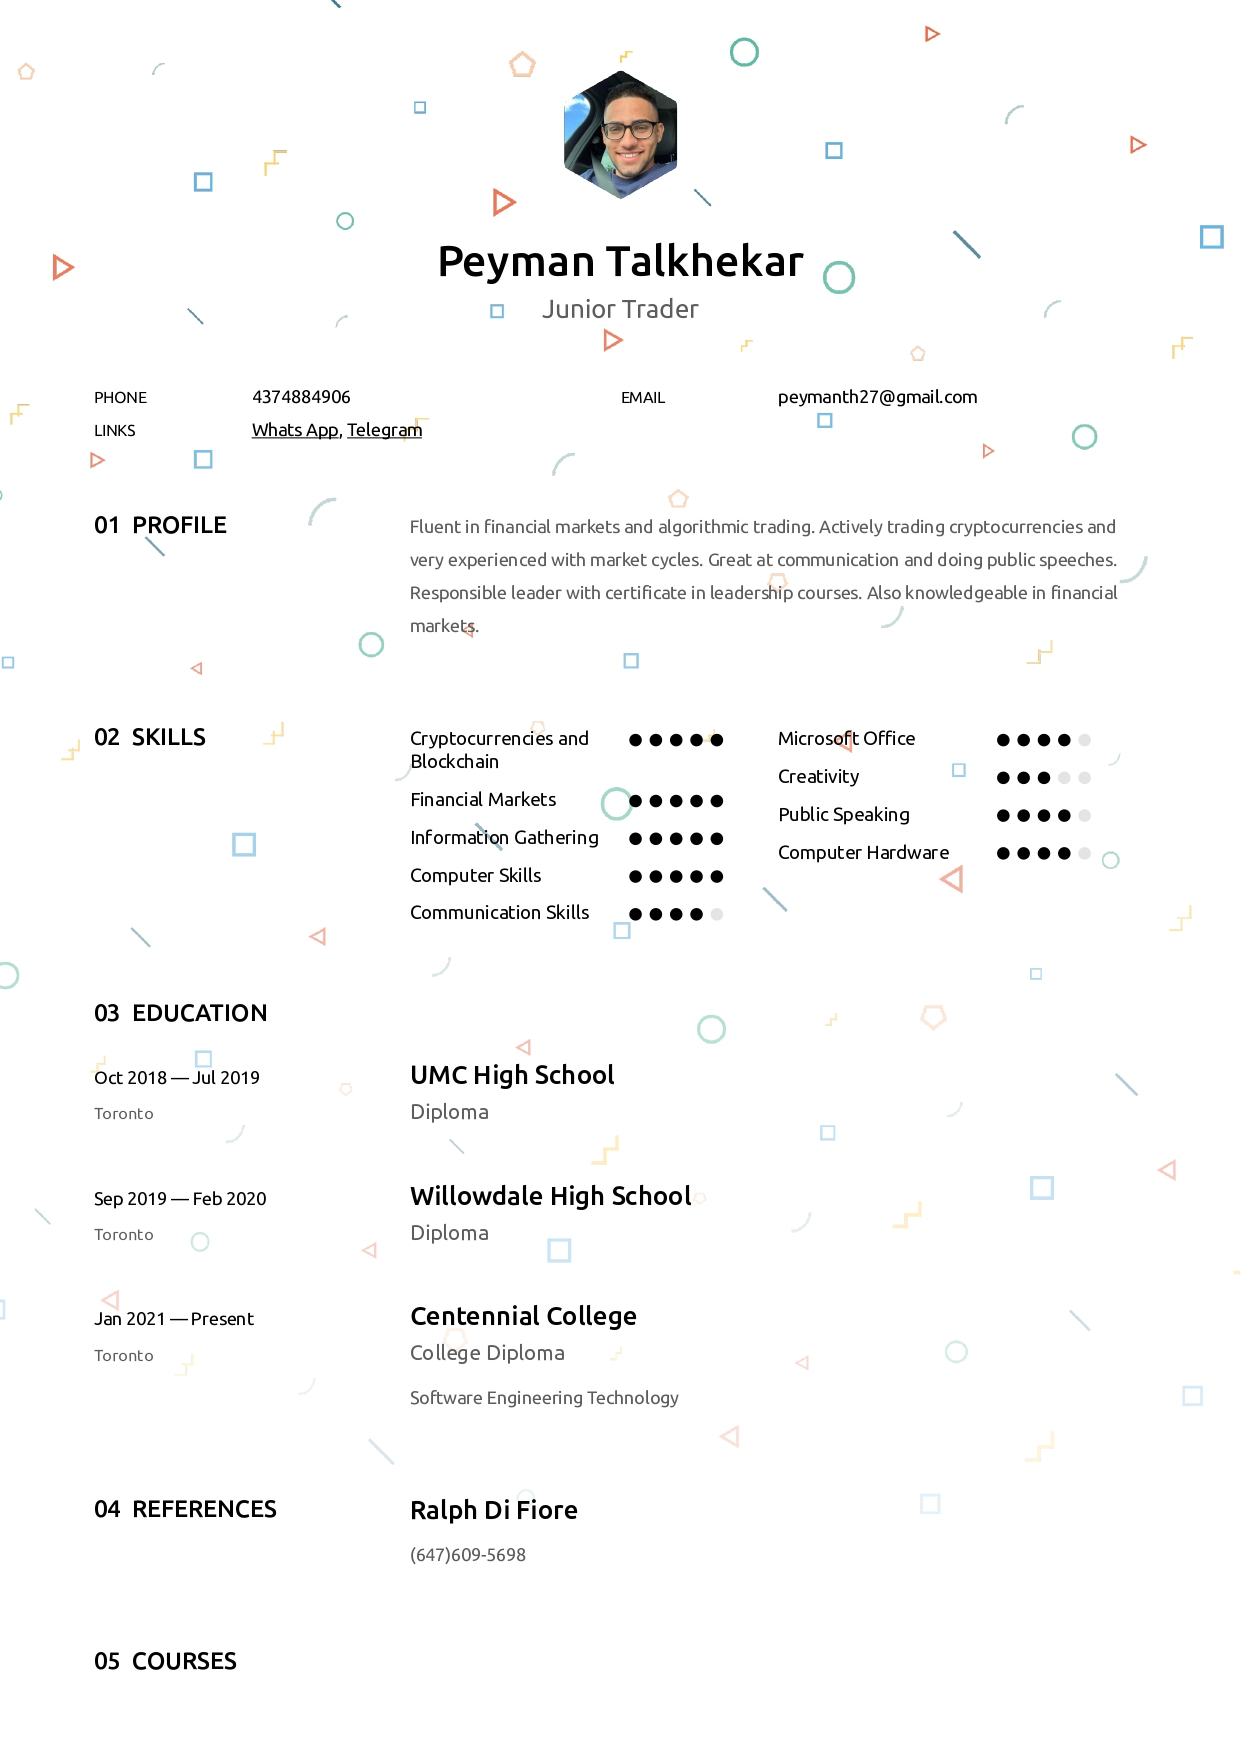 Peyman Talkhekar
Junior Trader
PHONE 4374884906 EMAIL peymanth27@gmail.com
LINKS Whats App, Telegram
01 PROFILE
Fluent in financial markets and algorithmic trading. Actively trading cryptocurrencies and
very experienced with market cycles. Great at communication and doing public speeches.
Responsible leader with certificate in leadership courses. Also knowledgeable in financial
markets.
02 SKILLS
Cryptocurrencies and
Blockchain
Financial Markets
Information Gathering
Computer Skills
Communication Skills
Microsoft Office
Creativity
Public Speaking
Computer Hardware
03 EDUCATION
Oct 2018 — Jul 2019 UMC High School
Toronto Diploma
Sep 2019 — Feb 2020 Willowdale High School
Toronto Diploma
Jan 2021 — Present Centennial College
Toronto College Diploma
Software Engineering Technology
04 REFERENCES Ralph Di Fiore
(647)609-5698
05 COURSES